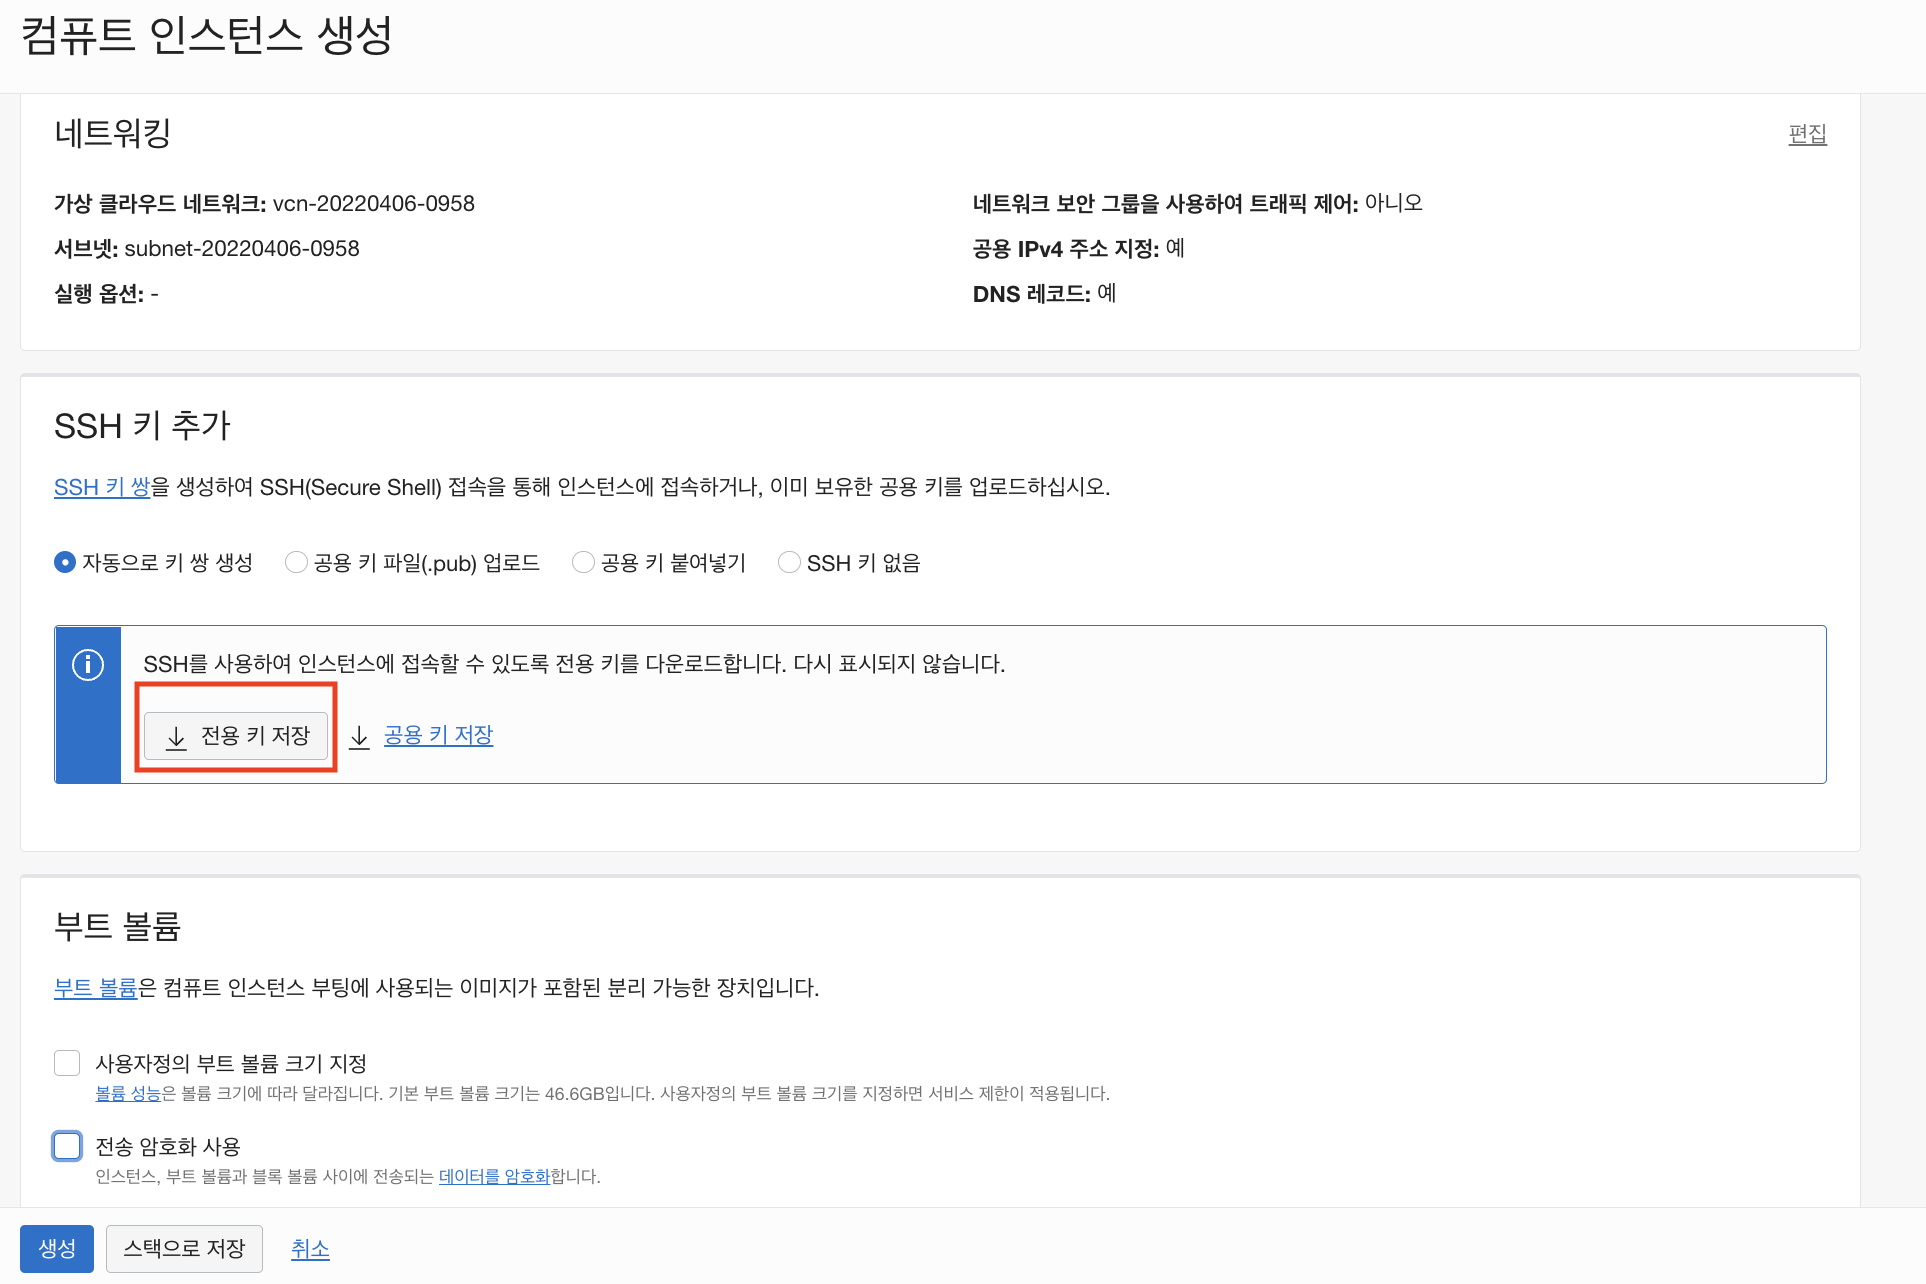 컴퓨트 인스턴스 생성
네트워킹
편집
가상 클라우드 네트워크: vcn-20220406-0958
서브넷: subnet-20220406-0958
실행 옵션: -
네트워크 보안 그룹을 사용하여 트래픽 제어: 아니오
공용 IPv4 주소 지정: 예
DNS 레코드: 예
SSH 키 추가
SSH 키 쌍을 생성하여 SSH(Secure Shell) 접속을 통해 인스턴스에 접속하거나, 이미 보유한 공용 키를 업로드하십시오.
자동으로 키 쌍 생성
공용 키 파일(.pub) 업로드
공용 키 붙여넣기
SSH 키 없음
SSH를 사용하여 인스턴스에 접속할 수 있도록 전용 키를 다운로드합니다. 다시 표시되지 않습니다.
전용 키 저장
공용 키 저장
부트 볼륨
부트 볼륨은 컴퓨트 인스턴스 부팅에 사용되는 이미지가 포함된 분리 가능한 장치입니다.
사용자정의 부트 볼륨 크기 지정
볼륨 성능은 볼륨 크기에 따라 달라집니다. 기본 부트 볼륨 크기는 46.6GB입니다. 사용자정의 부트 볼륨 크기를 지정하면 서비스 제한이 적용됩니다.
전송 암호화 사용
인스턴스, 부트 볼륨과 블록 볼륨 사이에 전송되는 데이터를 암호화합니다.
생성
스택으로 저장
취소